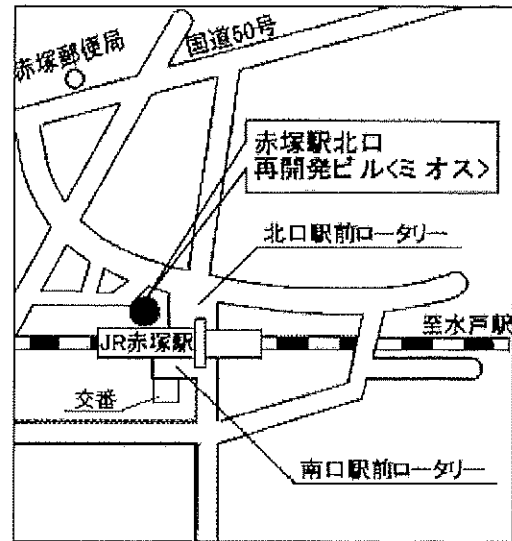 国道50号
赤塚郵便局
赤塚駅北口
再開発ビル<ミオス>
北口駅前ロータリー
至水戸駅
JR赤塚駅
交番
南口駅前ロータリー